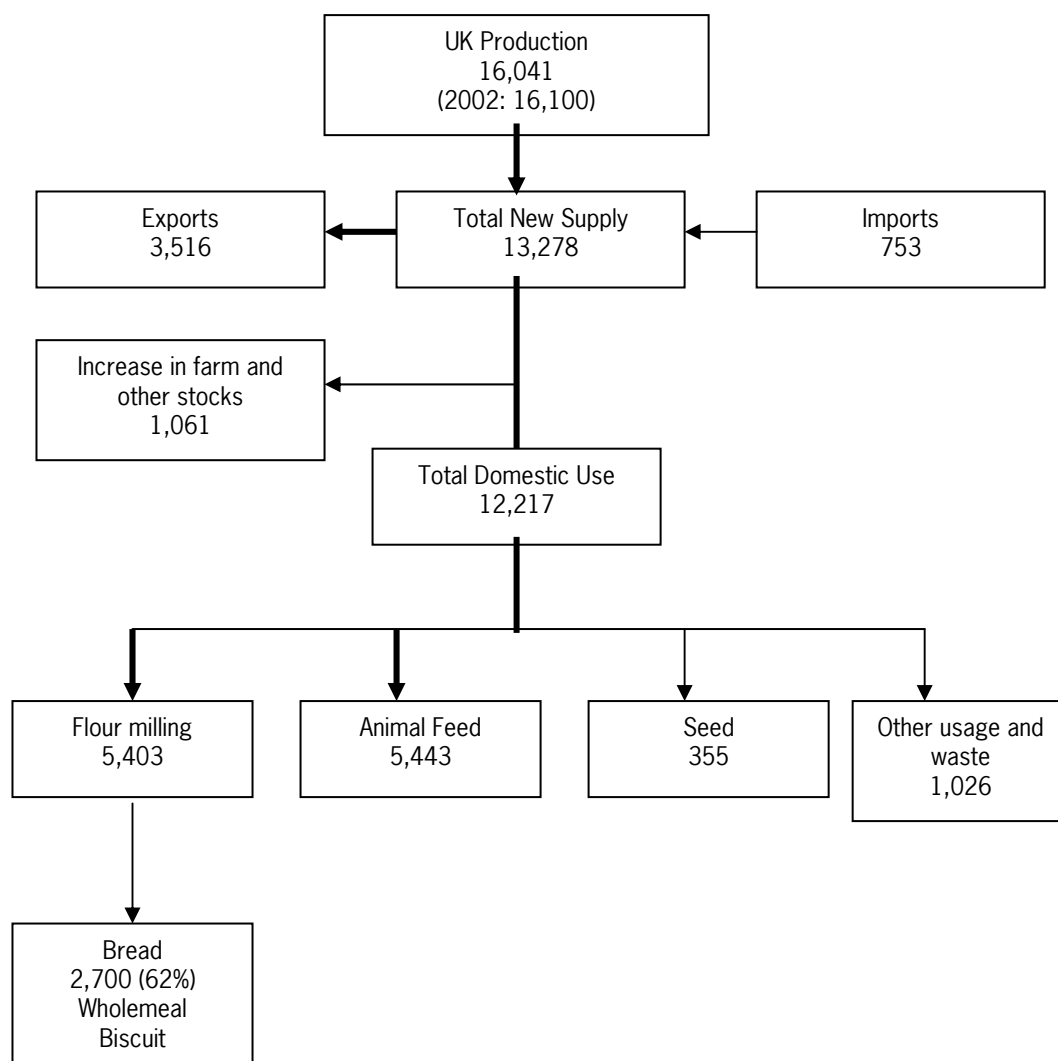 UK Production
16,041
(2002: 16,100)
Exports
3,516
Total New Supply
13,278
Imports
753
Increase in farm and
other stocks
1,061
Total Domestic Use
12,217
Flour milling
5,403
Animal Feed
5,443
Seed
355
Other usage and
waste
1,026
Bread
2,700 (62%)
Wholemeal
Biscuit